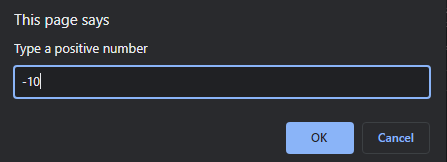 This page says
Type a positive number
-10
OK Cancel